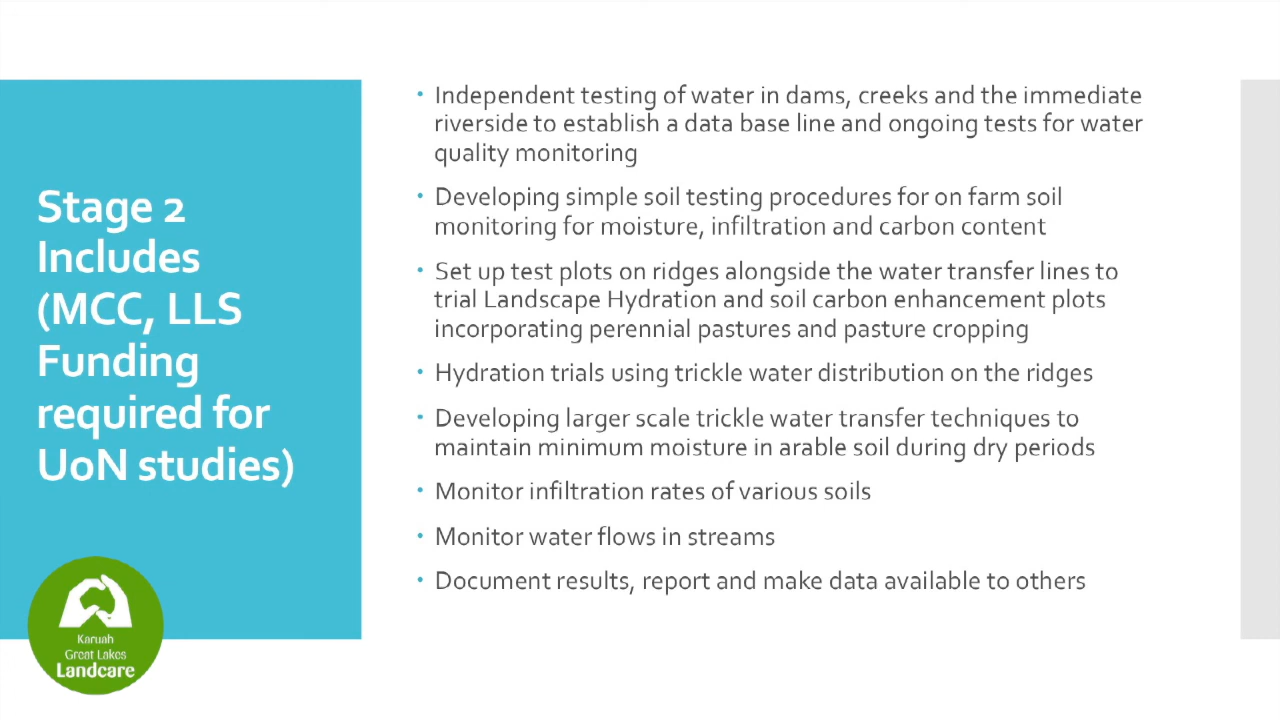 Stage 2
Includes
(MCC, LLS
Funding
required for
UoN studies)
• Independent testing of water in dams, creeks and the immediate
riverside to establish a data base line and ongoing tests for water
quality monitoring
• Developing simple soil testing procedures for on farm soil
monitoring for moisture, infiltration and carbon content
• Set up test plots on ridges alongside the water transfer lines to
trial Landscape Hydration and soil carbon enhancement plots
incorporating perennial pastures and pasture cropping
• Hydration trials using trickle water distribution on the ridges
• Developing larger scale trickle water transfer techniques to
maintain minimum moisture in arable soil during dry periods
• Monitor infiltration rates of various soils
• Monitor water flows in streams
• Document results, report and make data available to others
Karuah
Great Lakes
Landcare